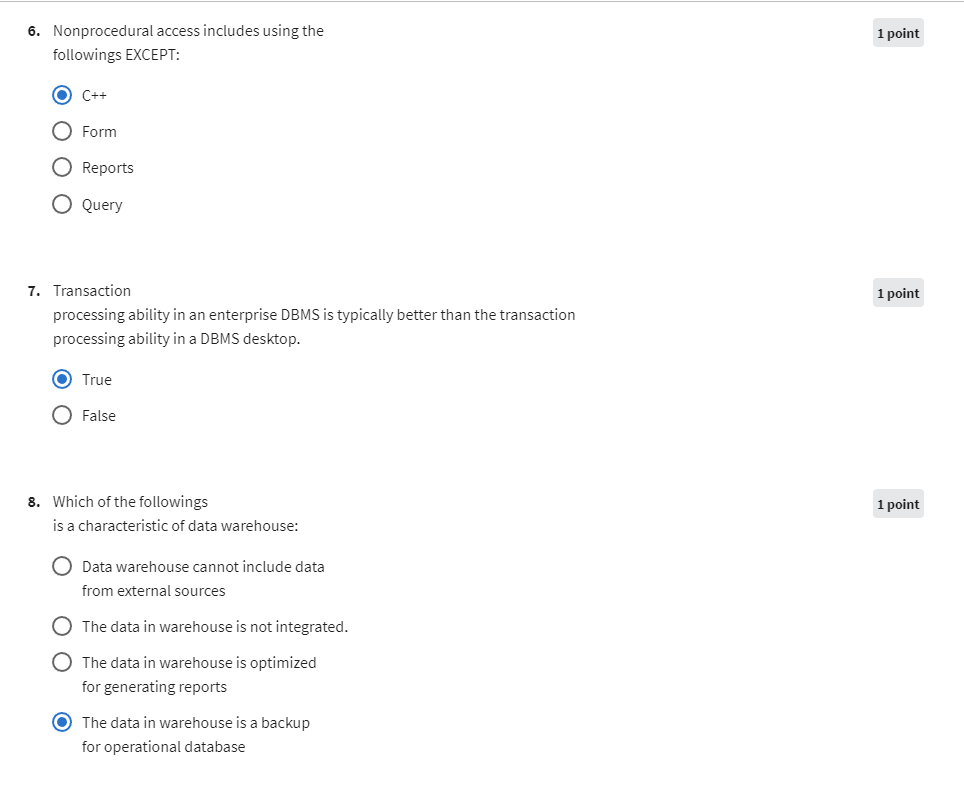 6. Nonprocedural access includes using the
followings EXCEPT:
1 point
C++
Form
Reports
Query
7. Transaction
processing ability in an enterprise DBMS is typically better than the transaction
processing ability in a DBMS desktop.
1 point
True
False
8. Which of the followings
is a characteristic of data warehouse:
1 point
Data warehouse cannot include data
from external sources
The data in warehouse is not integrated.
The data in warehouse is optimized
for generating reports
The data in warehouse is a backup
for operational database